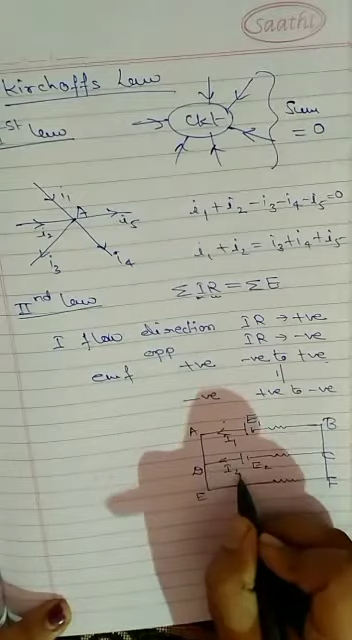 Saathi
Kirchoffs Law
Ist Law
ckt
Sum = 0
i1 A i5
i2
i3 i4
i1 + i2 - i3 - i4 - i5 = 0
i1 + i2 = i3 + i4 + i5
IInd Law
ΣIR = ΣE
I flow direction IR → +ve
opp IR → -ve
emf +ve -ve to +ve
-ve +ve to -ve
A I1 E1 B
D I2 E2 C
E F